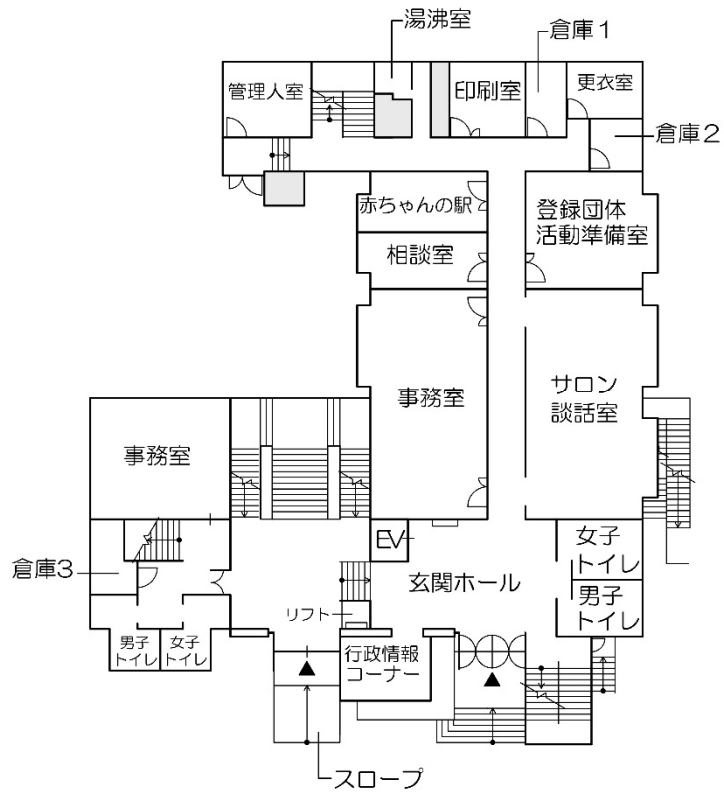 湯沸室
倉庫1
管理人室
印刷室
更衣室
倉庫2
赤ちゃんの駅
登録団体
活動準備室
相談室
事務室
サロン
談話室
事務室
EV
女子
トイレ
倉庫3
玄関ホール
男子
トイレ
リフト
男子
トイレ
女子
トイレ
行政情報
コーナー
スロープ